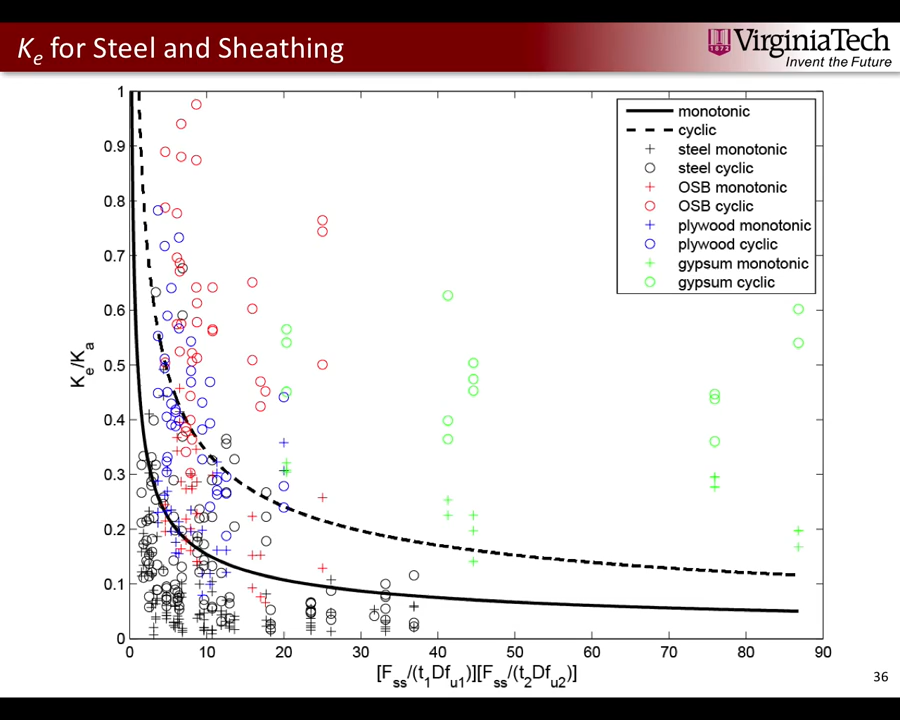 Ke for Steel and Sheathing
1872
VirginiaTech
Invent the Future
1
0.9
0.8
0.7
0.6
0.5
0.4
0.3
0.2
0.1
0
Ke/Ka
monotonic
cyclic
steel monotonic
steel cyclic
OSB monotonic
OSB cyclic
plywood monotonic
plywood cyclic
gypsum monotonic
gypsum cyclic
0 10 20 30 40 50 60 70 80 90
[Fss/(t1Dfu1)][Fss/(t2Dfu2)]
36